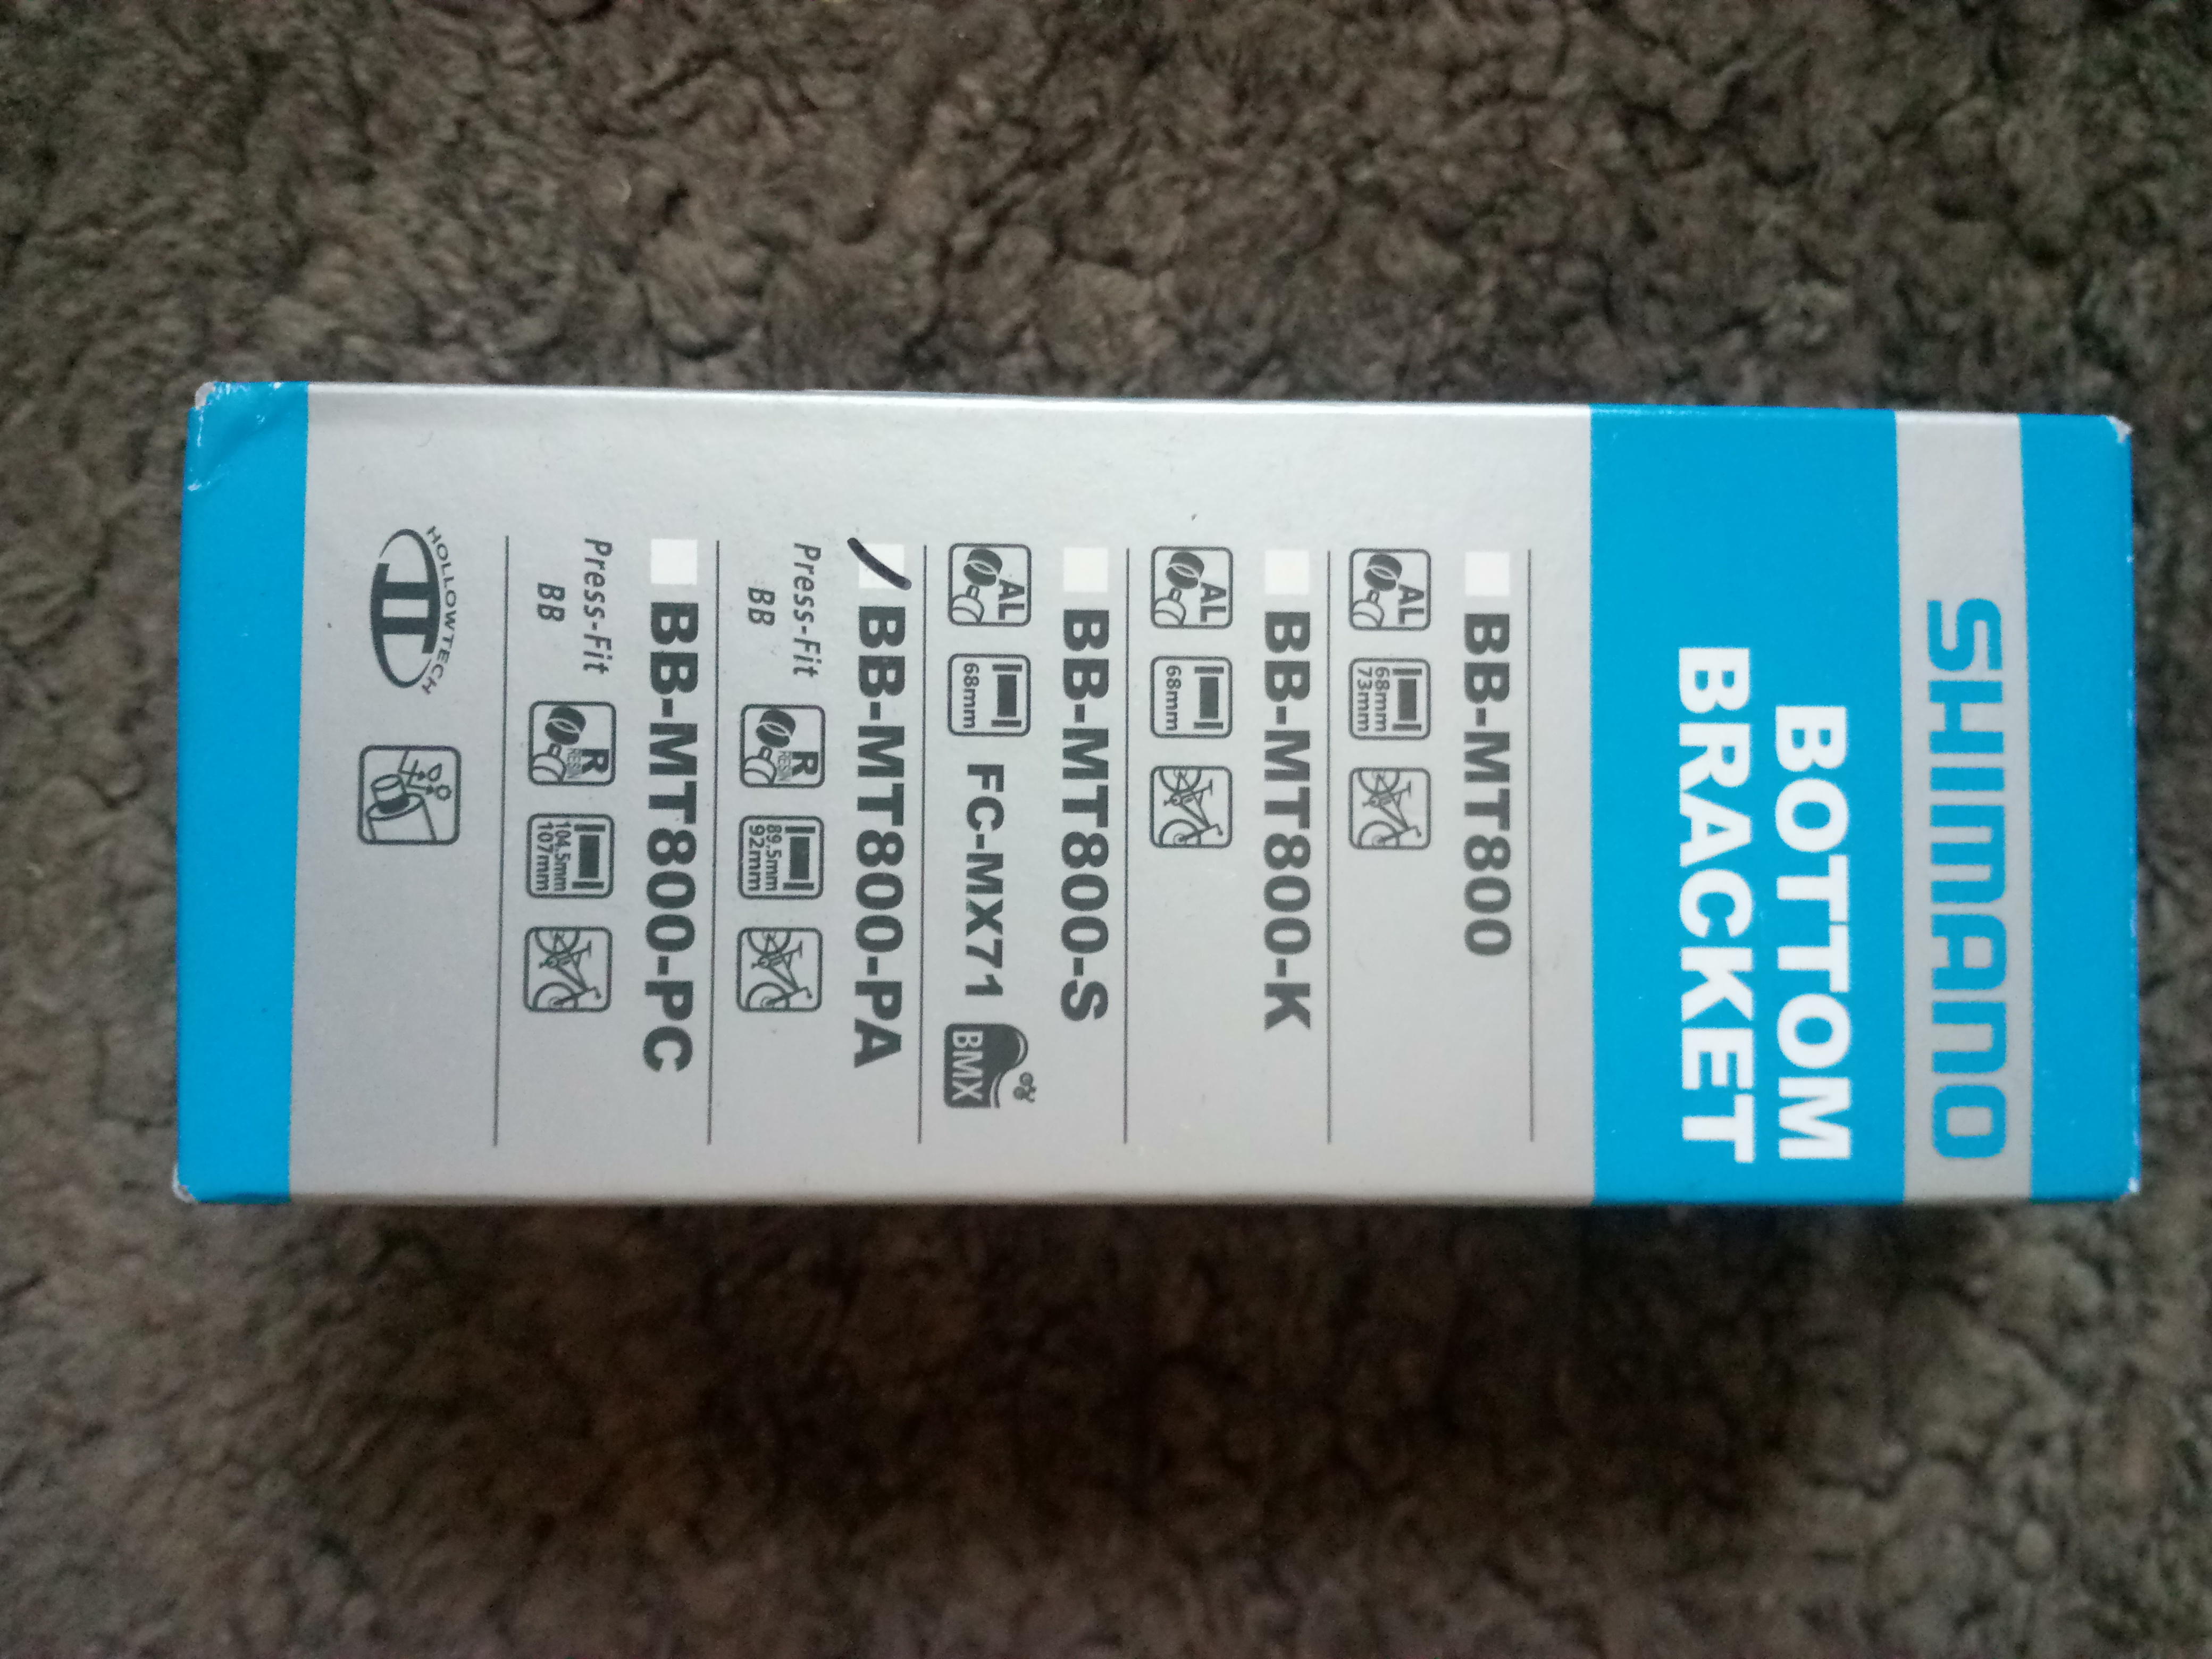 SHIMANO
BOTTOM
BRACKET
BB-MT800
AL
68mm
73mm
BB-MT800-K
AL
68mm
BB-MT800-S
AL
68mm
FC-MX71
BMX
BB-MT800-PA
Press-Fit
BB
R
RESIN
89.5mm
92mm
BB-MT800-PC
Press-Fit
BB
R
RESIN
104.5mm
107mm
HOLLOWTECH
II